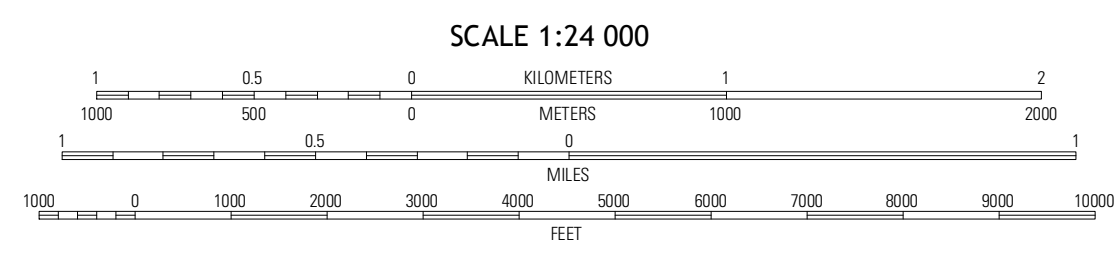 SCALE 1:24 000
1 0.5 0 KILOMETERS 1 2
1000 500 0 METERS 1000 2000
1 0.5 0 1
MILES
1000 0 1000 2000 3000 4000 5000 6000 7000 8000 9000 10000
FEET